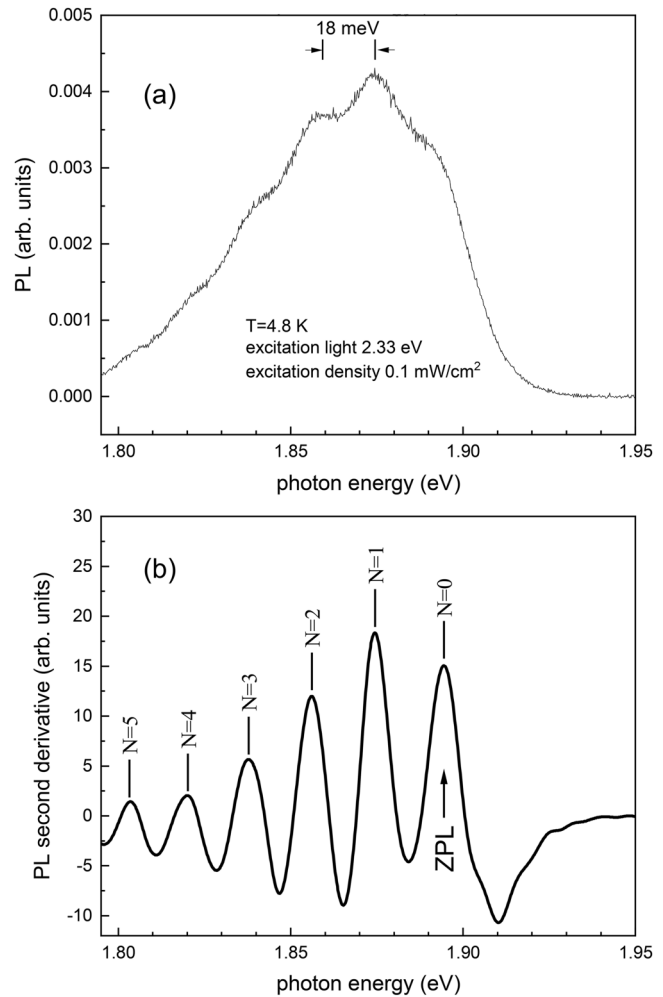 18 meV
(a)
0.005
0.004
0.003
0.002
0.001
0.000
PL (arb. units)
T=4.8 K
excitation light 2.33 eV
excitation density 0.1 mW/cm²
1.80 1.85 1.90 1.95
photon energy (eV)
(b)
30
25
20
15
10
5
0
-5
-10
PL second derivative (arb. units)
N=5
N=4
N=3
N=2
N=1
N=0
ZPL
1.80 1.85 1.90 1.95
photon energy (eV)